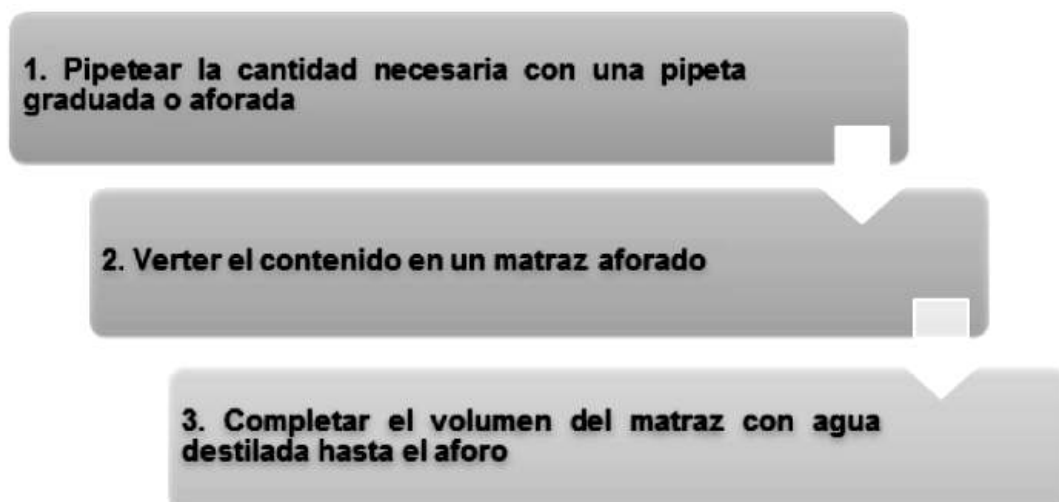 1. Pipetear la cantidad necesaria con una pipeta
graduada o aforada
2. Verter el contenido en un matraz aforado
3. Completar el volumen del matraz con agua
destilada hasta el aforo